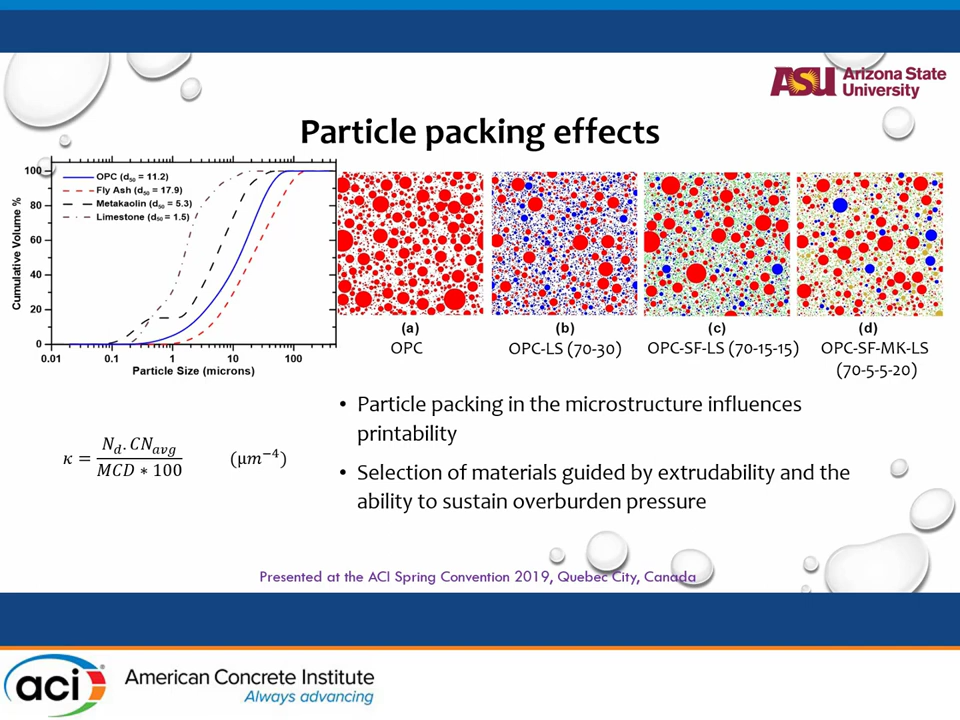 ASU Arizona State
University
Particle packing effects
100
80
60
40
20
0
Cumulative Volume %
OPC (d50 = 11.2)
Fly Ash (d50 = 17.9)
Metakaolin (d50 = 5.3)
Limestone (d50 = 1.5)
0.01 0.1 1 10 100
Particle Size (microns)
(a)
OPC
(b)
OPC-LS (70-30)
(c)
OPC-SF-LS (70-15-15)
(d)
OPC-SF-MK-LS
(70-5-5-20)
κ = N_d. CN_avg / MCD * 100 (μm⁻⁴)
• Particle packing in the microstructure influences
printability
• Selection of materials guided by extrudability and the
ability to sustain overburden pressure
Presented at the ACI Spring Convention 2019, Quebec City, Canada
aci American Concrete Institute
Always advancing